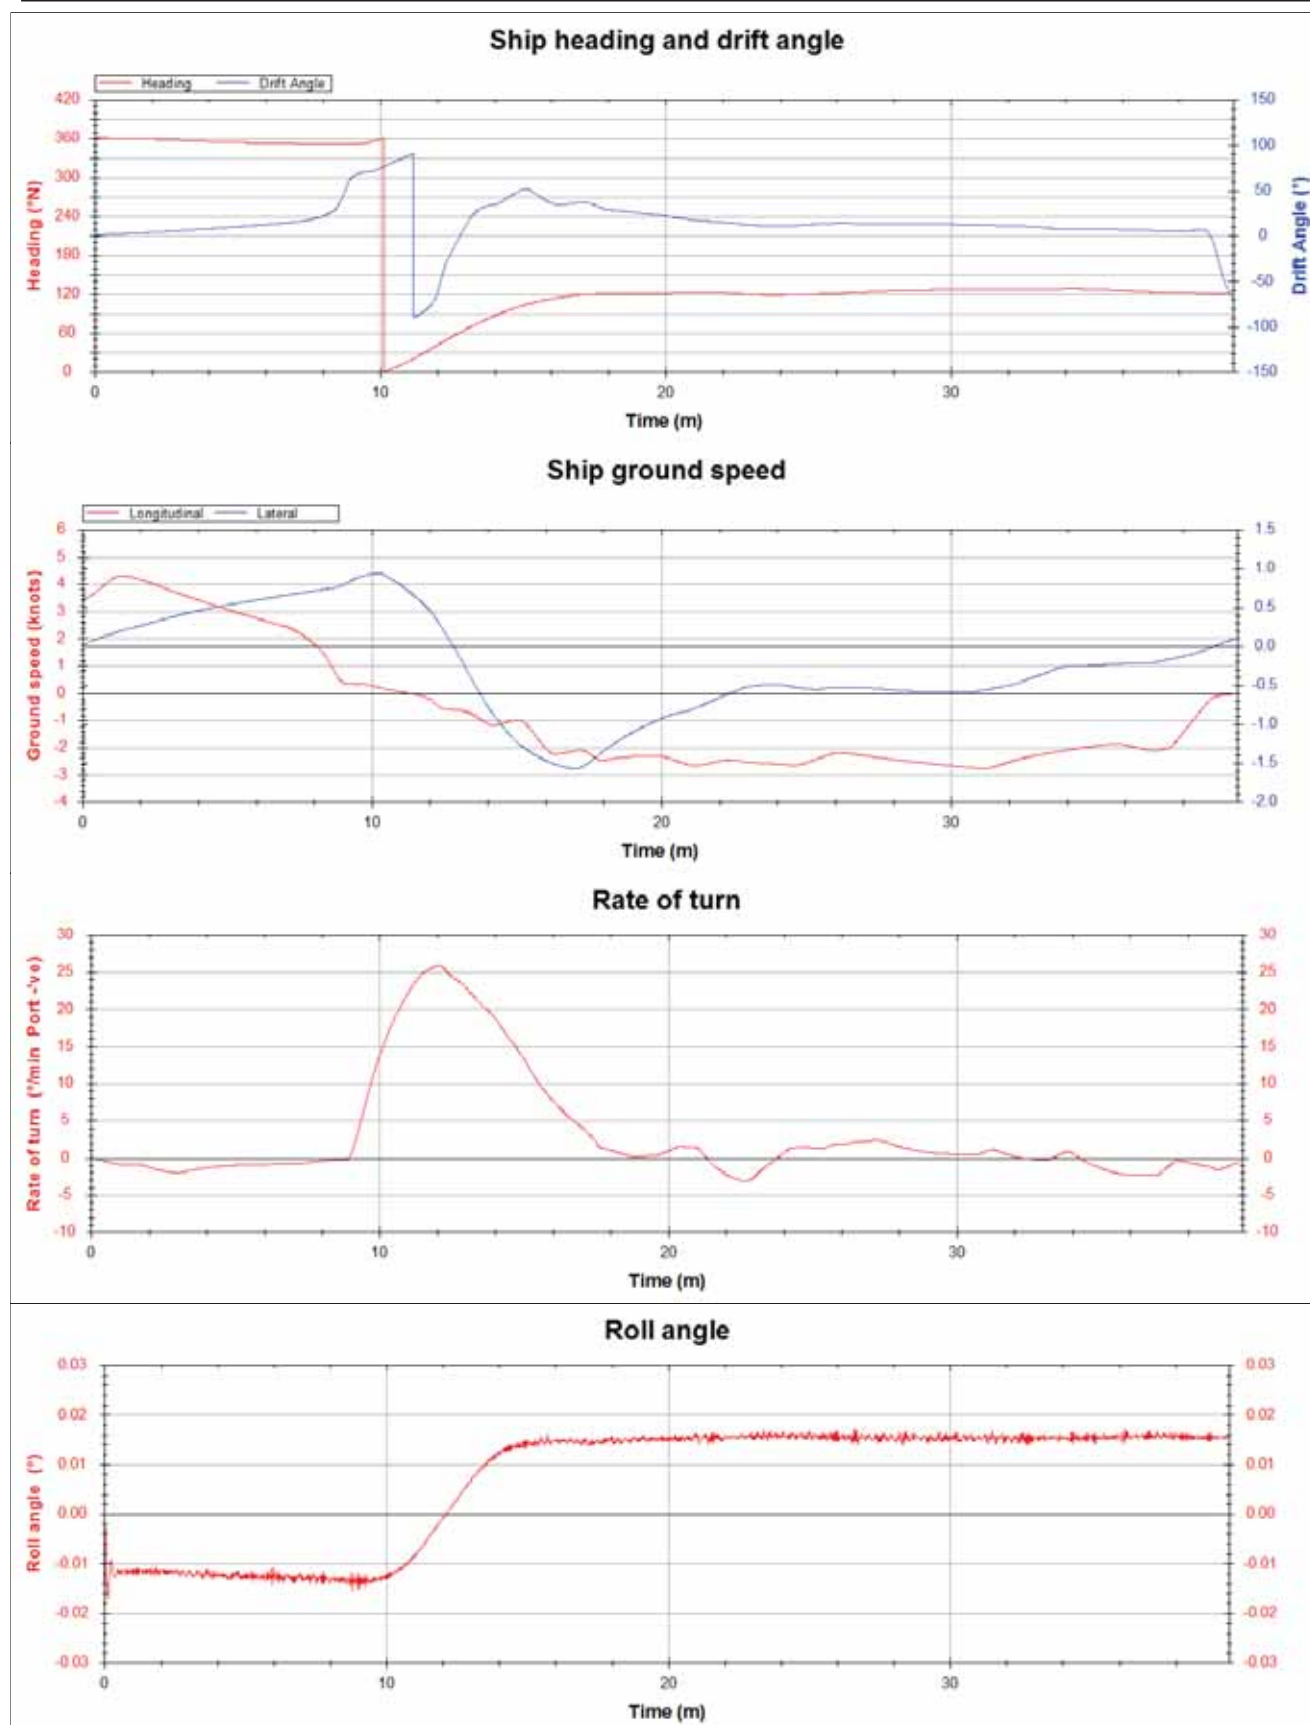 Ship heading and drift angle
Heading Drift Angle
420 150
360 100
300 50
240 0
180 -50
120 -100
60
0 -150
Heading (°N)
Drift Angle (°)
0 10 20 30
Time (m)
Ship ground speed
Longitudinal Lateral
6 1.5
5 1.0
4 0.5
3 0.0
2 -0.5
1 -1.0
0 -1.5
-1 -2.0
-2
-3
-4
Ground speed (knots)
0 10 20 30
Time (m)
Rate of turn
30 30
25 25
20 20
15 15
10 10
5 5
0 0
-5 -5
-10 -10
Rate of turn (°/min Port -'ve)
0 10 20 30
Time (m)
Roll angle
0.03 0.03
0.02 0.02
0.01 0.01
0.00 0.00
-0.01 -0.01
-0.02 -0.02
-0.03 -0.03
Roll angle (°)
0 10 20 30
Time (m)